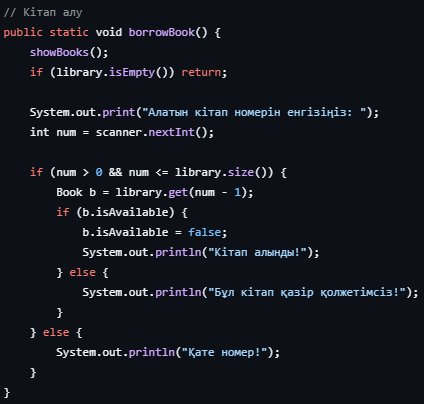 // Кітап алу
public static void borrowBook() {
    showBooks();
    if (library.isEmpty()) return;

    System.out.print("Алатын кітап номерін енгізіңіз: ");
    int num = scanner.nextInt();

    if (num > 0 && num <= library.size()) {
        Book b = library.get(num - 1);
        if (b.isAvailable) {
            b.isAvailable = false;
            System.out.println("Кітап алынды!");
        } else {
            System.out.println("Бұл кітап қазір қолжетімсіз!");
        }
    } else {
        System.out.println("Қате номер!");
    }
}